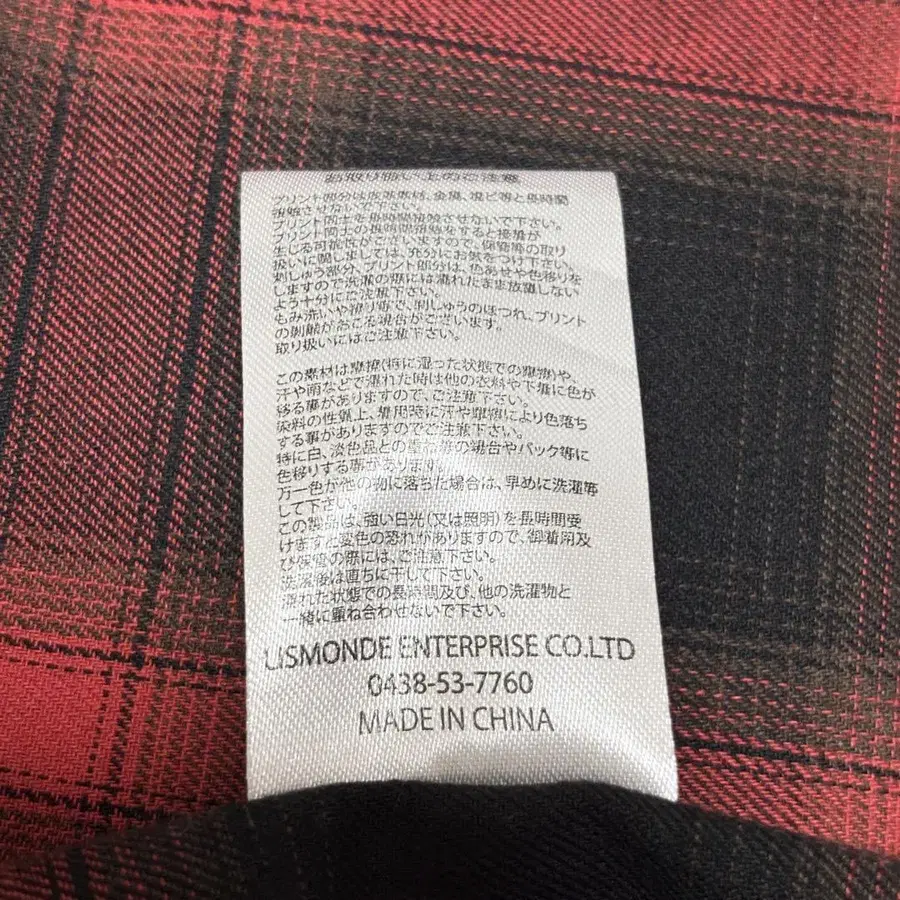 お取り扱い上のご注意
プリント部分は皮革素材、金属、塩ビ等と長時間
接触させないで下さい。
プリント同士を長時間接触させないで下さい。
プリント同士の長時間接触をすると接着が
生じる可能性がございますので、保管等の取り
扱いに関しましては、充分にお気をつけ下さい。
刺しゅう部分、プリント部分は、色あせや色移りを
しますので洗濯の際には濡れたまま放置しない
よう十分にご注意下さい。
もみ洗いや擦り等で、刺しゅうのほつれ、プリント
の剥離がおこる場合がございます。
取り扱いにはご注意下さい。
この素材は摩擦(特に湿った状態での摩擦)や
汗や雨などで濡れた時は他の衣料や下着に色が
移る事がありますので、ご注意下さい。
染料の性質上、着用時に汗や摩擦により色落ち
する事がありますのでご注意下さい。
特に白、淡色品との重ね着の場合やバック等に
色移りする事があります。
万一色が他の物に落ちた場合は、早めに洗濯等
して下さい。
この製品は、強い日光(又は照明)を長時間受
けますと変色の恐れがありますので、御着用及
び保管の際には、ご注意下さい。
洗濯後は直ちに干して下さい。
濡れた状態での長時間及び、他の洗濯物と
一緒に重ね合わせないで下さい。
LISMONDE ENTERPRISE CO.LTD
0438-53-7760
MADE IN CHINA